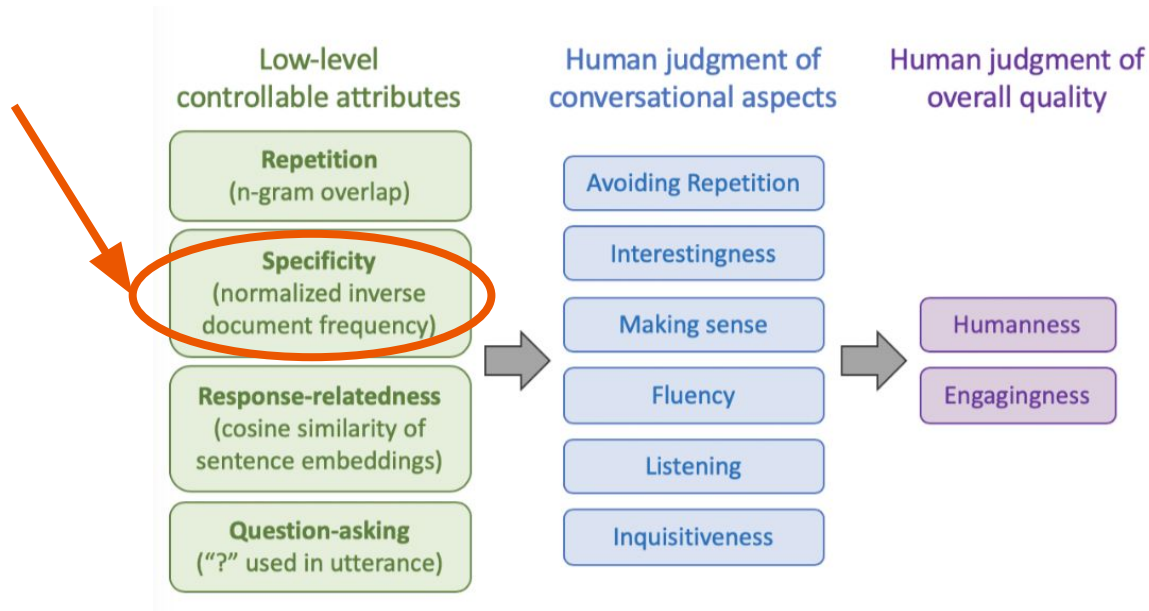 Low-level
controllable attributes
Repetition
(n-gram overlap)
Specificity
(normalized inverse
document frequency)
Response-relatedness
(cosine similarity of
sentence embeddings)
Question-asking
(“?” used in utterance)
Human judgment of
conversational aspects
Avoiding Repetition
Interestingness
Making sense
Fluency
Listening
Inquisitiveness
Human judgment of
overall quality
Humanness
Engagingness